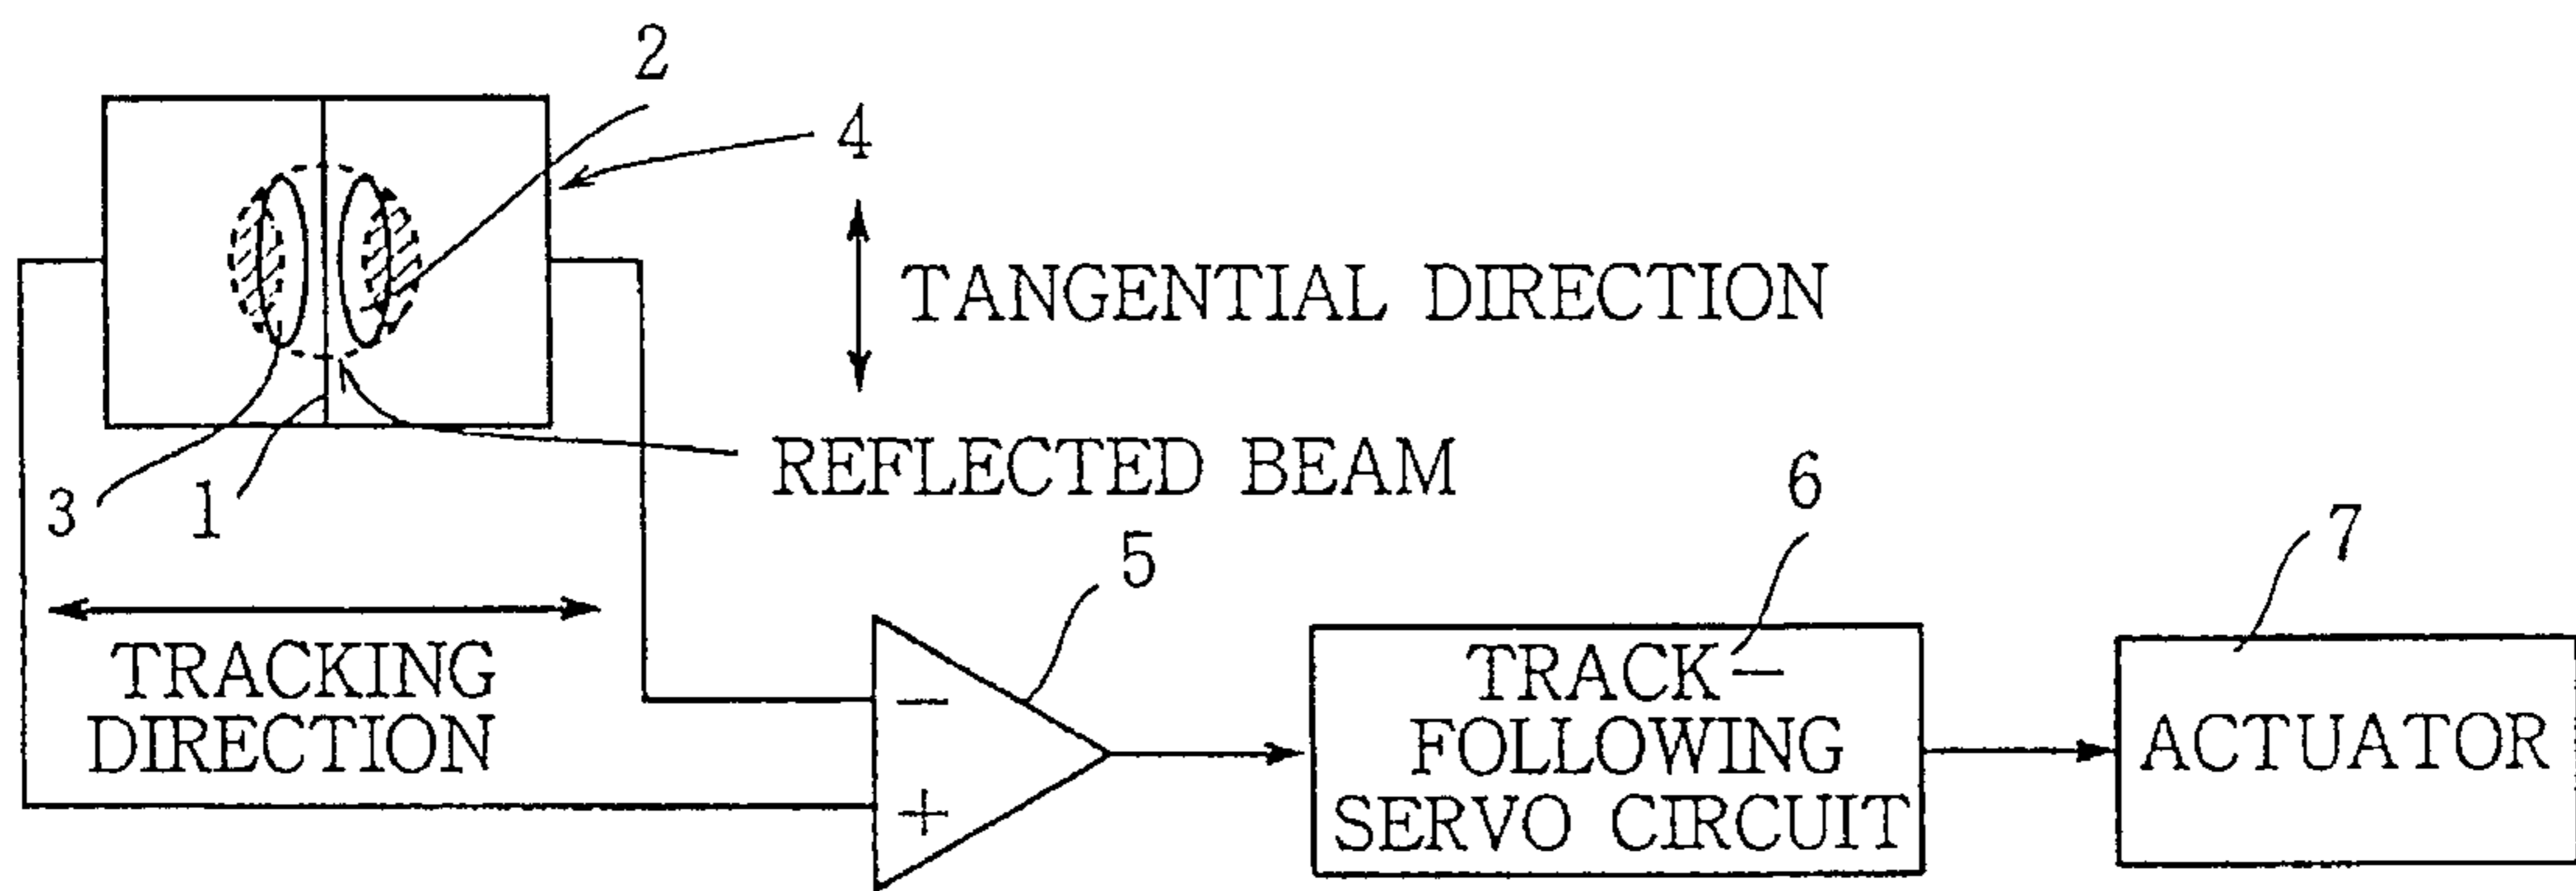 2
4
TANGENTIAL DIRECTION
REFLECTED BEAM
3
1
TRACKING
DIRECTION
5
−
+
6
TRACK-
FOLLOWING
SERVO CIRCUIT
7
ACTUATOR